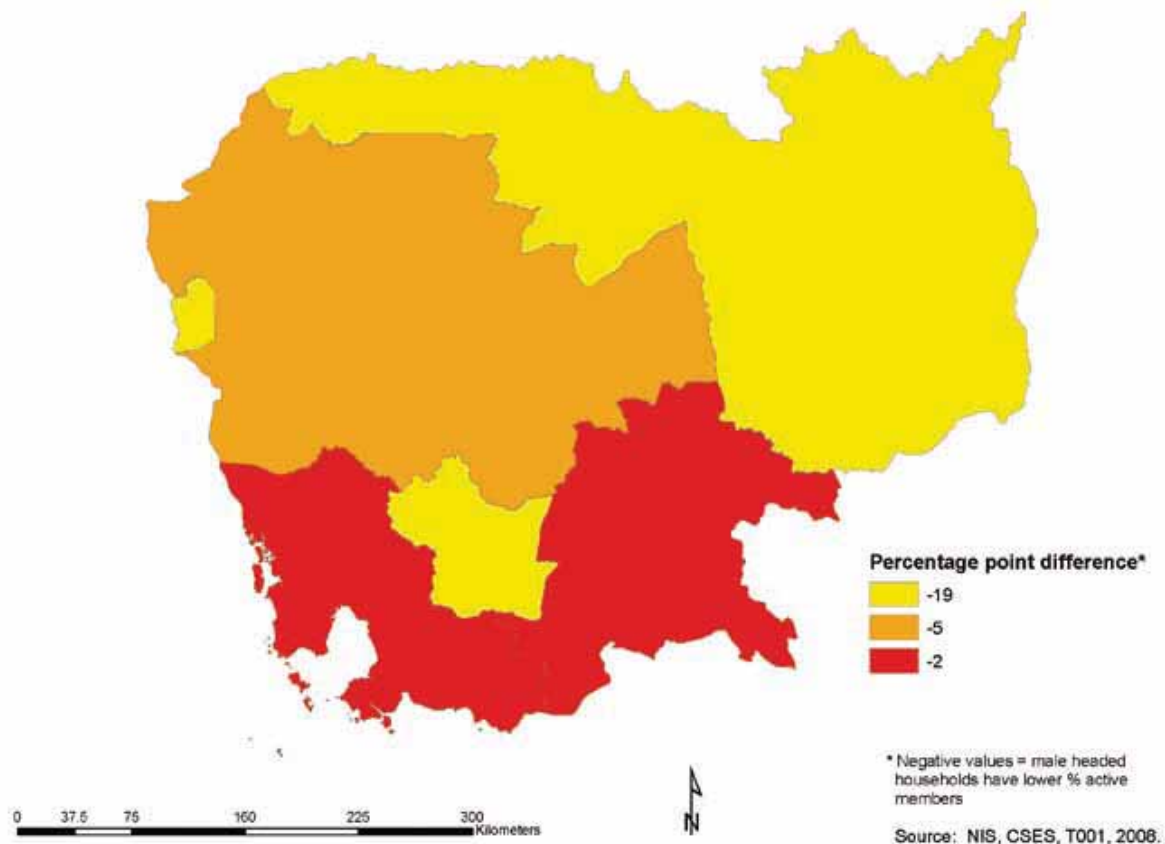 Percentage point difference*
-19
-5
-2
* Negative values = male headed
households have lower % active
members
0 37.5 75 160 225 300
Kilometers
N
Source: NIS, CSES, T001, 2008.